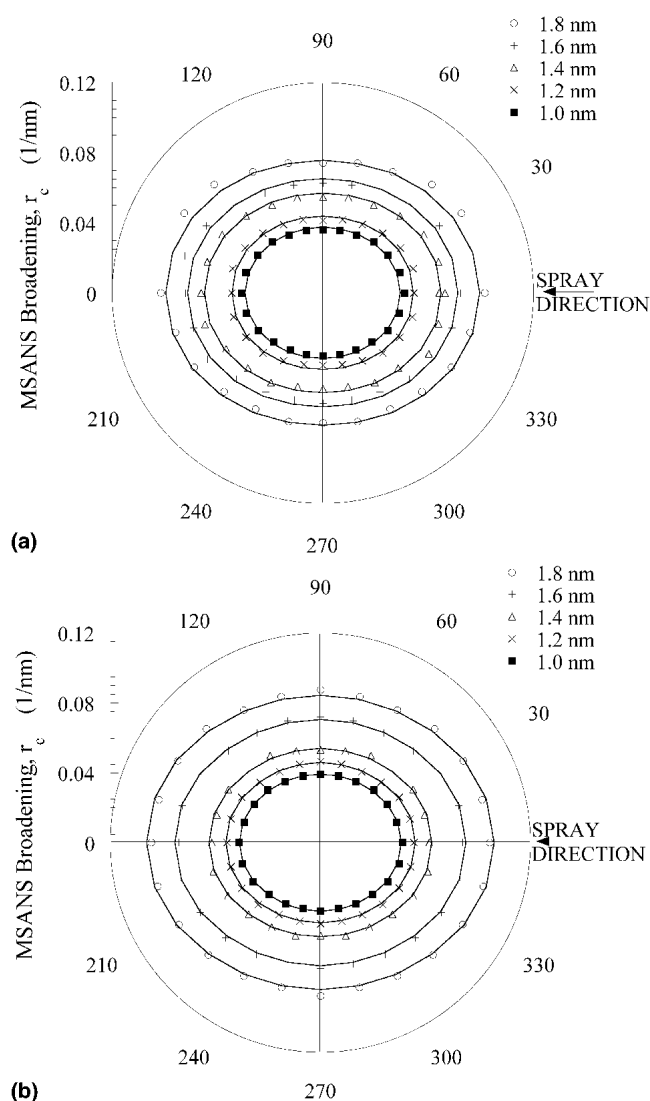 90
○ 1.8 nm
+ 1.6 nm
△ 1.4 nm
× 1.2 nm
■ 1.0 nm
120
60
0.12
0.08
0.04
0
MSANS Broadening, r_c (1/nm)
30
SPRAY
DIRECTION
210
330
240
300
270
(a)
90
○ 1.8 nm
+ 1.6 nm
△ 1.4 nm
× 1.2 nm
■ 1.0 nm
120
60
0.12
0.08
0.04
0
MSANS Broadening, r_c (1/nm)
30
SPRAY
DIRECTION
210
330
240
300
270
(b)